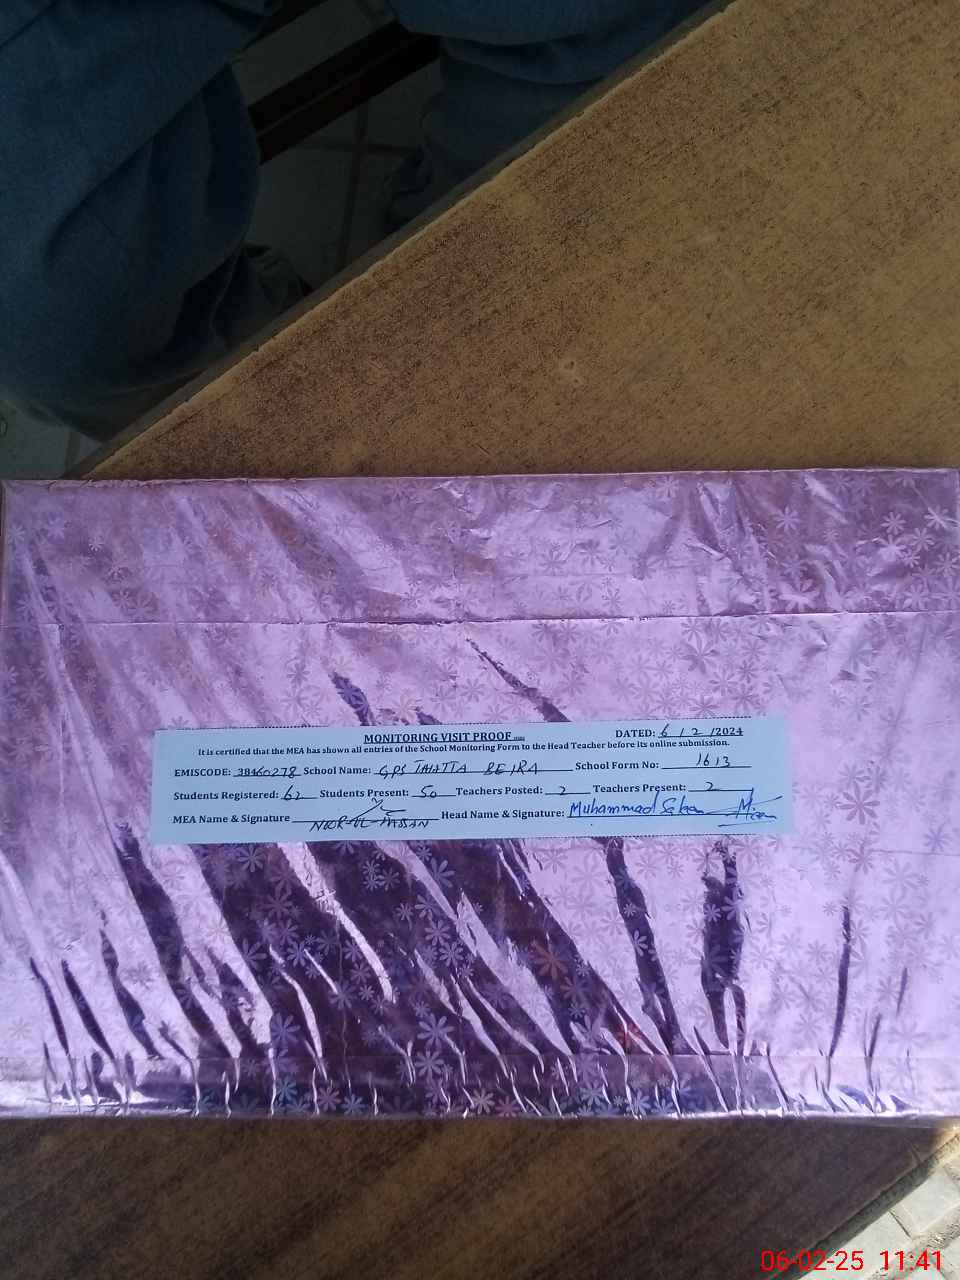 MONITORING VISIT PROOF
DATED: 6 / 2 /2024
It is certified that the MEA has shown all entries of the School Monitoring Form to the Head Teacher before its online submission.
EMISCODE: 38460278 School Name: GPS THATTA BEIRA School Form No: 1613
Students Registered: 62 Students Present: 50 Teachers Posted: 2 Teachers Present: 2
MEA Name & Signature NOOR-UL-HASSAN Head Name & Signature: Muhammad
06-02-25 11:41